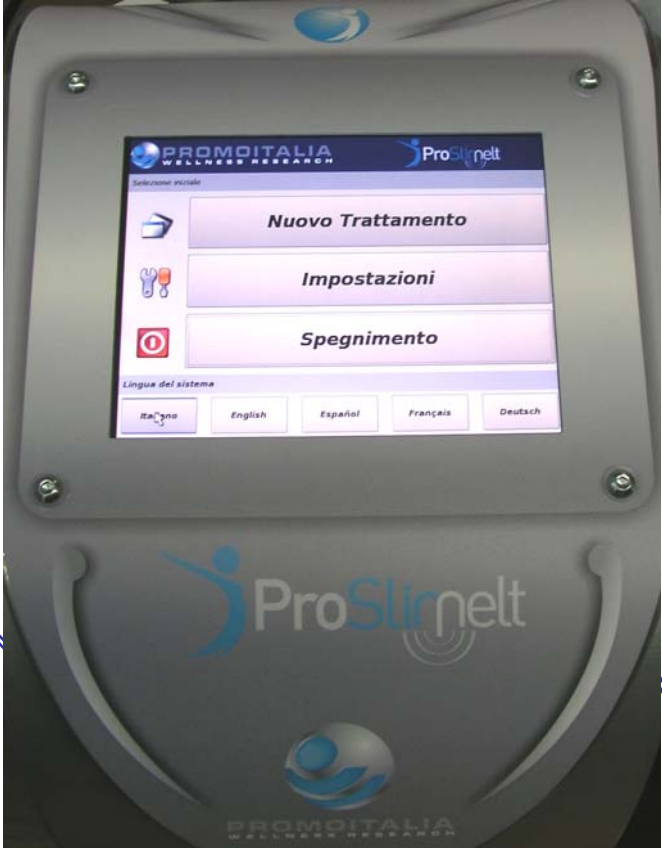 PROMOITALIA
WELLNESS RESEARCH
ProSlimelt
Selezione iniziale
Nuovo Trattamento
Impostazioni
Spegnimento
Lingua del sistema
Italiano English Español Français Deutsch
ProSlimelt
PROMOITALIA
WELLNESS RESEARCH